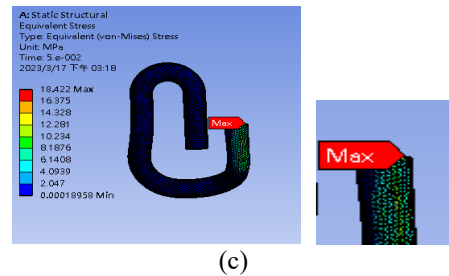 A: Static Structural
Equivalent Stress
Type: Equivalent (von-Mises) Stress
Unit: MPa
Time: 5.e-002
2023/3/17 下午 03:18
18.422 Max
16.375
14.328
12.281
10.234
8.1876
6.1408
4.0939
2.047
0.00018958 Min
Max
Max
(c)